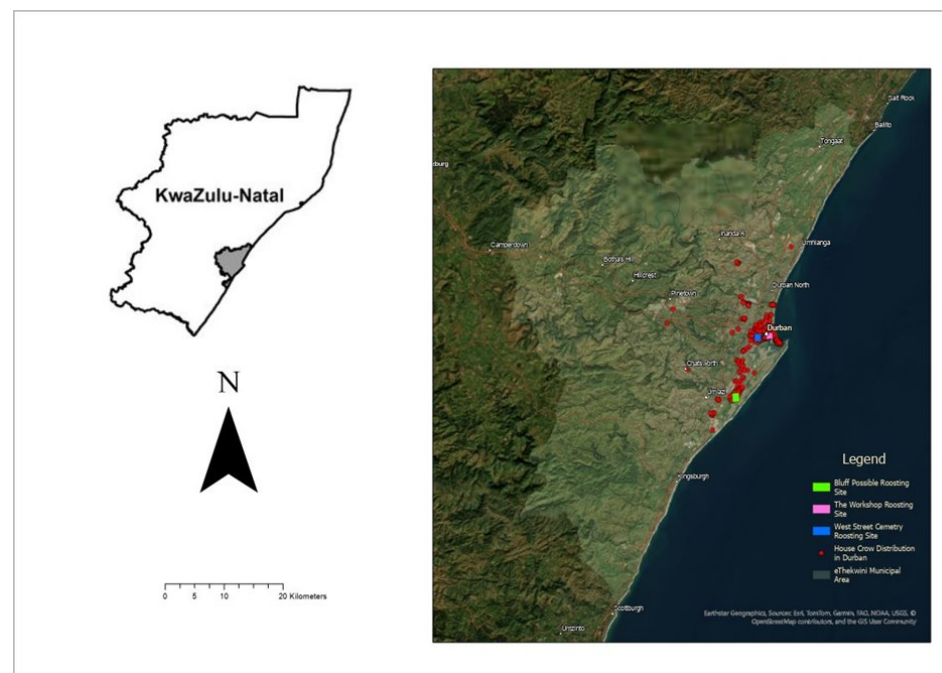 KwaZulu-Natal
N
0 5 10 20 Kilometers
Salt Rock
Ballito
Tongaat
zburg
Inanda A
Umhlanga
Camperdown
Botha's Hill
Hillcrest
Durban North
Pinetown
Durban
Chatsworth
Umlazi
Kingsburgh
Scottburgh
Umzinto
Legend
Bluff Possible Roosting
Site
The Workshop Roosting
Site
West Street Cemetry
Roosting Site
House Crow Distribution
in Durban
eThekwini Municipal
Area
Earthstar Geographics, Sources: Esri, TomTom, Garmin, FAO, NOAA, USGS, ©
OpenStreetMap contributors, and the GIS User Community